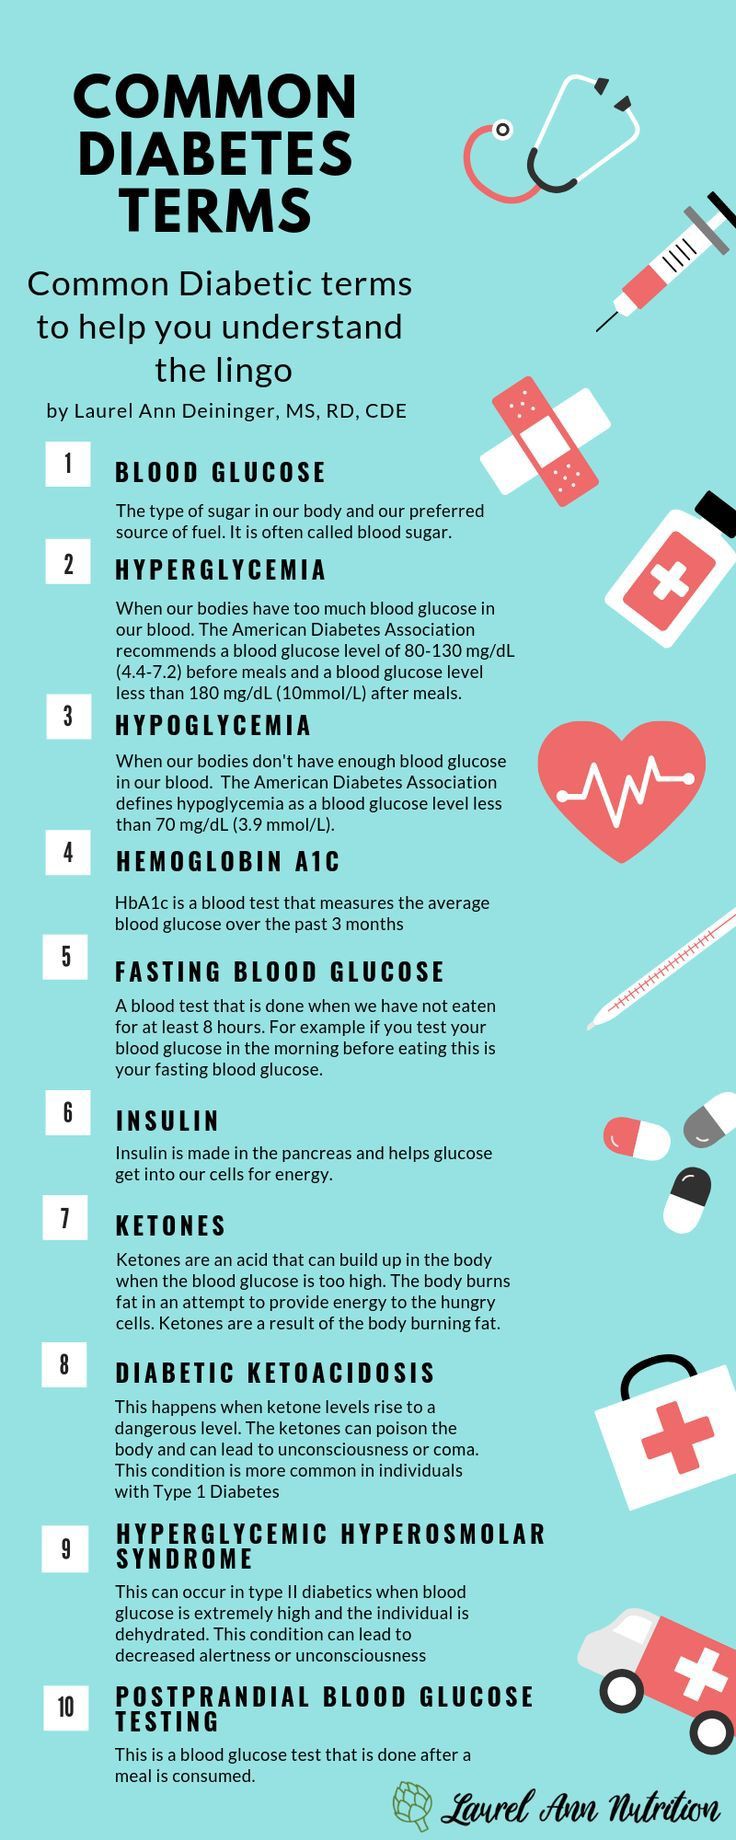 COMMON
DIABETES
TERMS
Common Diabetic terms
to help you understand
the lingo
by Laurel Ann Deininger, MS, RD, CDE
1
BLOOD GLUCOSE
The type of sugar in our body and our preferred
source of fuel. It is often called blood sugar.
2
HYPERGLYCEMIA
When our bodies have too much blood glucose in
our blood. The American Diabetes Association
recommends a blood glucose level of 80-130 mg/dL
(4.4-7.2) before meals and a blood glucose level
less than 180 mg/dL (10mmol/L) after meals.
3
HYPOGLYCEMIA
When our bodies don't have enough blood glucose
in our blood. The American Diabetes Association
defines hypoglycemia as a blood glucose level less
than 70 mg/dL (3.9 mmol/L).
4
HEMOGLOBIN A1C
HbA1c is a blood test that measures the average
blood glucose over the past 3 months
5
FASTING BLOOD GLUCOSE
A blood test that is done when we have not eaten
for at least 8 hours. For example if you test your
blood glucose in the morning before eating this is
your fasting blood glucose.
6
INSULIN
Insulin is made in the pancreas and helps glucose
get into our cells for energy.
7
KETONES
Ketones are an acid that can build up in the body
when the blood glucose is too high. The body burns
fat in an attempt to provide energy to the hungry
cells. Ketones are a result of the body burning fat.
8
DIABETIC KETOACIDOSIS
This happens when ketone levels rise to a
dangerous level. The ketones can poison the
body and can lead to unconsciousness or coma.
This condition is more common in individuals
with Type 1 Diabetes
9
HYPERGLYCEMIC HYPEROSMOLAR
SYNDROME
This can occur in type II diabetics when blood
glucose is extremely high and the individual is
dehydrated. This condition can lead to
decreased alertness or unconsciousness
10
POSTPRANDIAL BLOOD GLUCOSE
TESTING
This is a blood glucose test that is done after a
meal is consumed.
Laurel Ann Nutrition